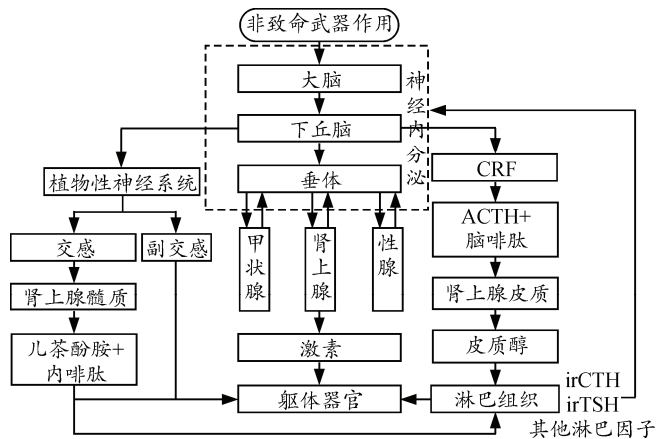 非致命武器作用
大脑
神经内分泌
下丘脑
植物性神经系统
垂体
CRF
ACTH+
脑啡肽
交感
副交感
甲状腺
肾上腺
性腺
肾上腺髓质
肾上腺皮质
儿茶酚胺+
内啡肽
激素
皮质醇
躯体器官
淋巴组织
irCTH
irTSH
其他淋巴因子